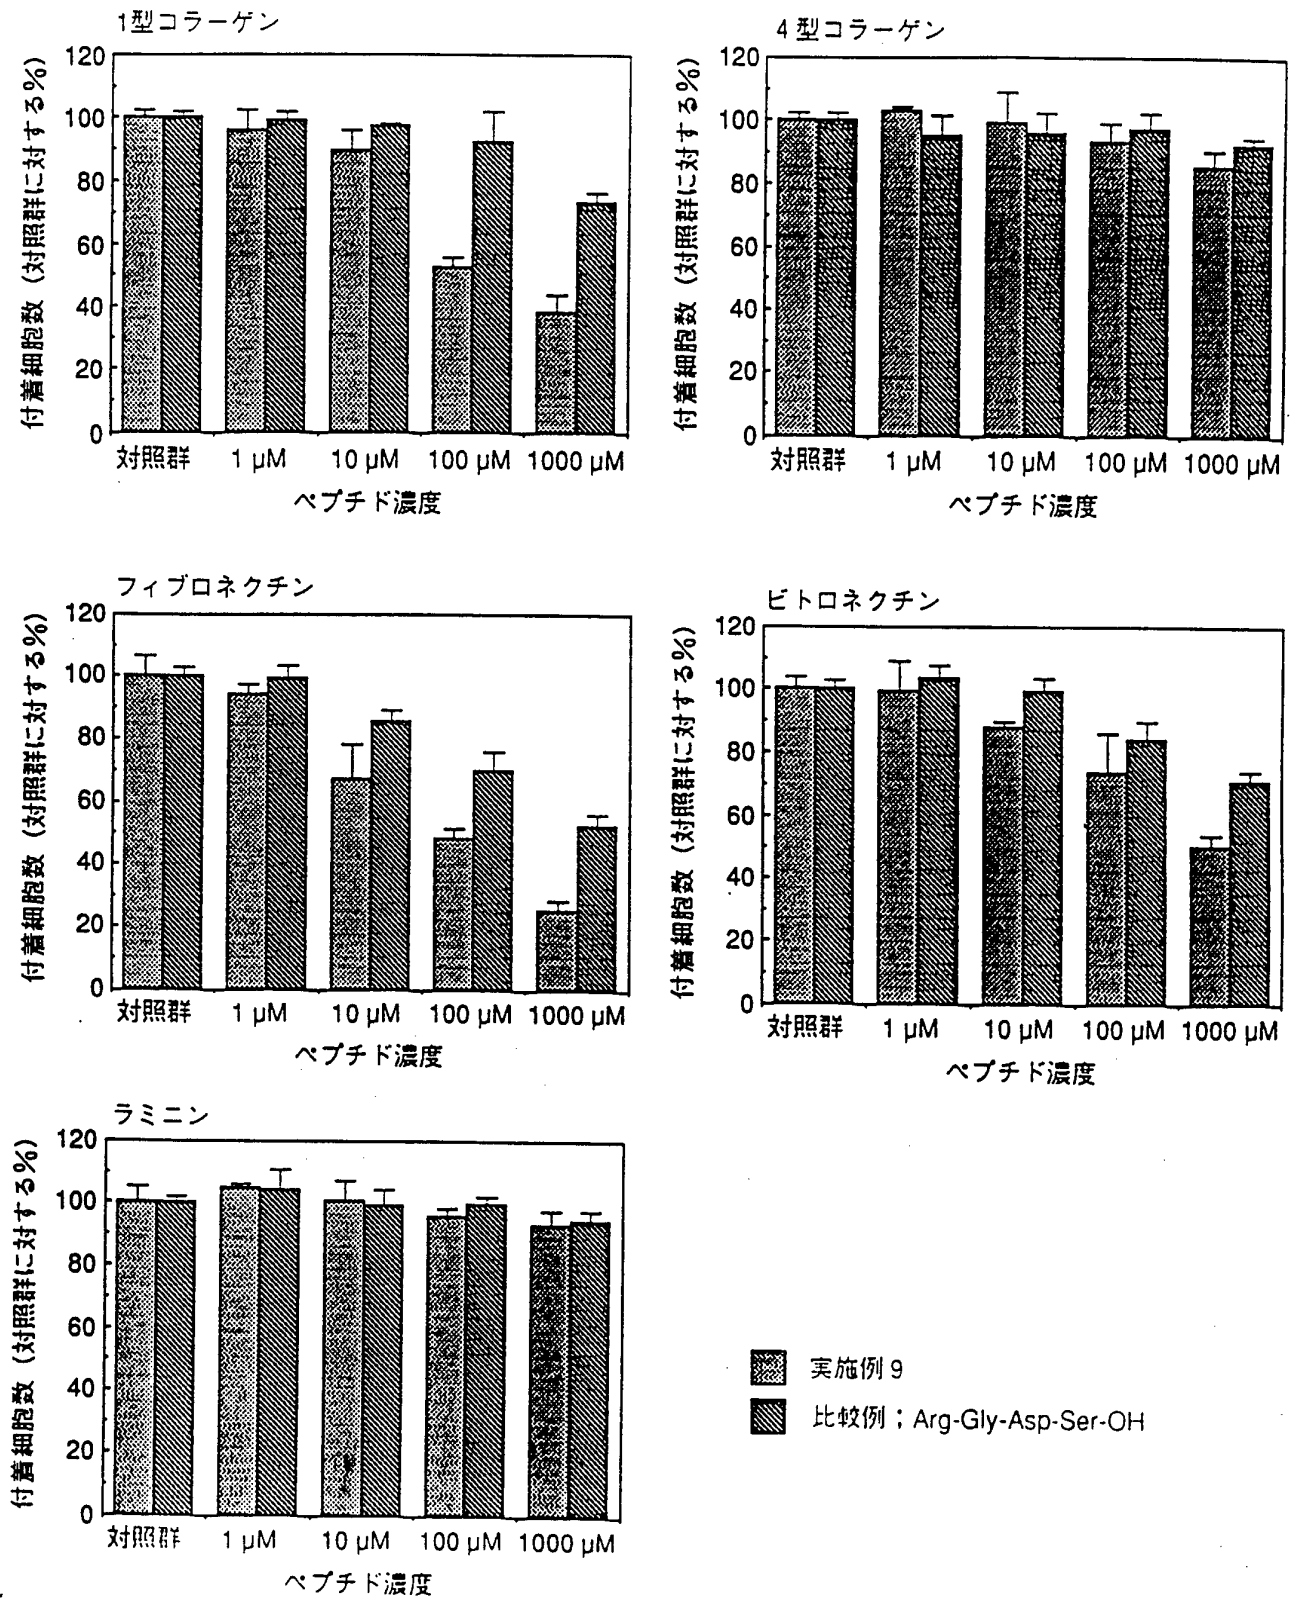 1型コラーゲン
付着細胞数 (対照群に対する%)
120
100
80
60
40
20
0
対照群 1 µM 10 µM 100 µM 1000 µM
ペプチド濃度
4型コラーゲン
付着細胞数 (対照群に対する%)
120
100
80
60
40
20
0
対照群 1 µM 10 µM 100 µM 1000 µM
ペプチド濃度
フィブロネクチン
付着細胞数 (対照群に対する%)
120
100
80
60
40
20
0
対照群 1 µM 10 µM 100 µM 1000 µM
ペプチド濃度
ビトロネクチン
付着細胞数 (対照群に対する%)
120
100
80
60
40
20
0
対照群 1 µM 10 µM 100 µM 1000 µM
ペプチド濃度
ラミニン
付着細胞数 (対照群に対する%)
120
100
80
60
40
20
0
対照群 1 µM 10 µM 100 µM 1000 µM
ペプチド濃度
実施例 9
比較例；Arg-Gly-Asp-Ser-OH